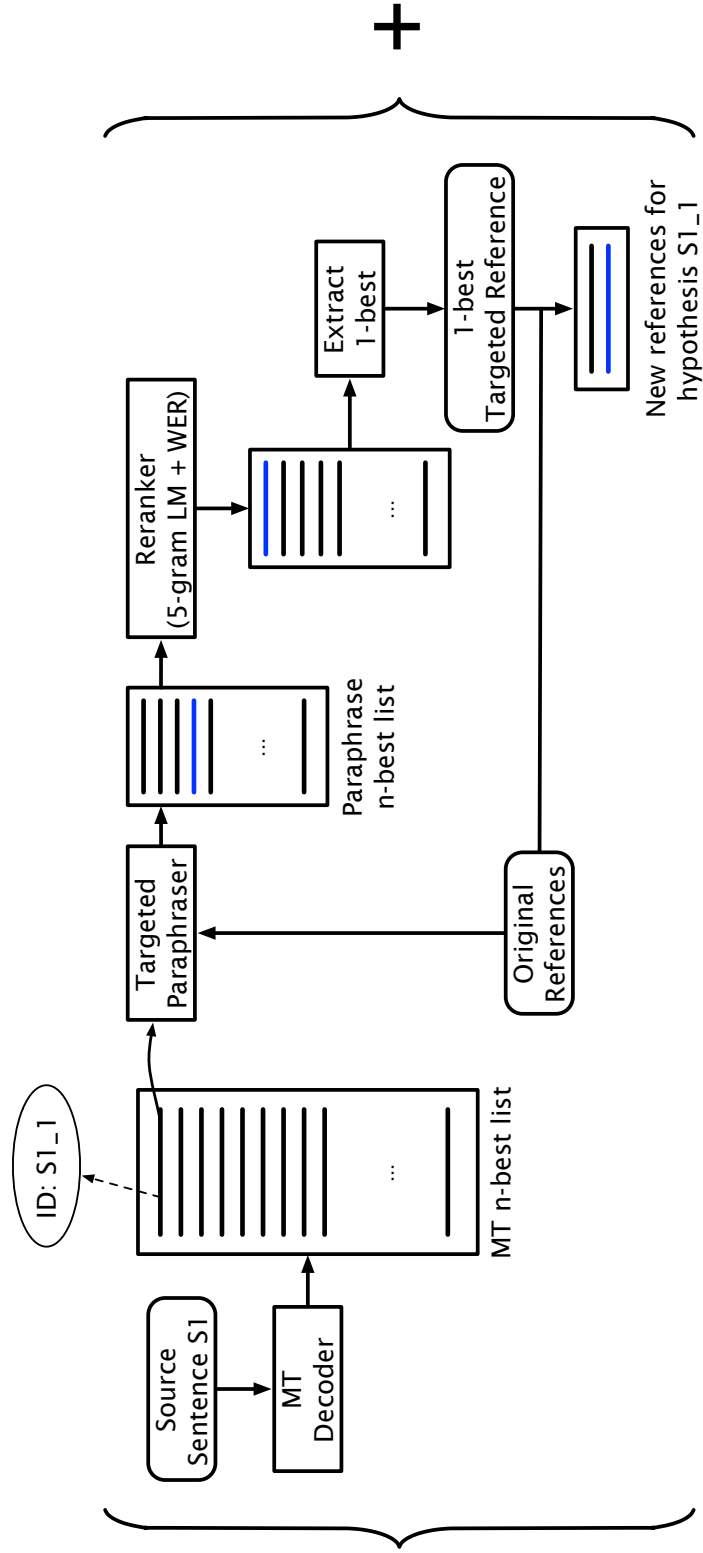 ID: S1_1
Source
Sentence S1
MT
Decoder
...
MT n-best list
Targeted
Paraphraser
Original
References
...
Paraphrase
n-best list
Reranker
(5-gram LM + WER)
...
Extract
1-best
1-best
Targeted Reference
New references for
hypothesis S1_1
+